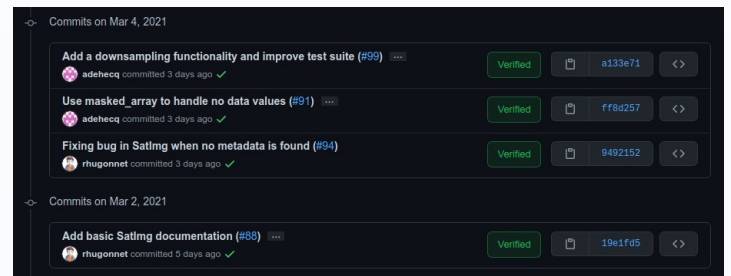 Commits on Mar 4, 2021
Add a downsampling functionality and improve test suite (#99) ...
adehecq committed 3 days ago ✓
Verified
a133e71
<>
Use masked_array to handle no data values (#91) ...
adehecq committed 3 days ago ✓
Verified
ff8d257
<>
Fixing bug in SatImg when no metadata is found (#94)
rhugonnet committed 3 days ago ✓
Verified
9492152
<>
Commits on Mar 2, 2021
Add basic SatImg documentation (#88) ...
rhugonnet committed 5 days ago ✓
Verified
19e1fd5
<>